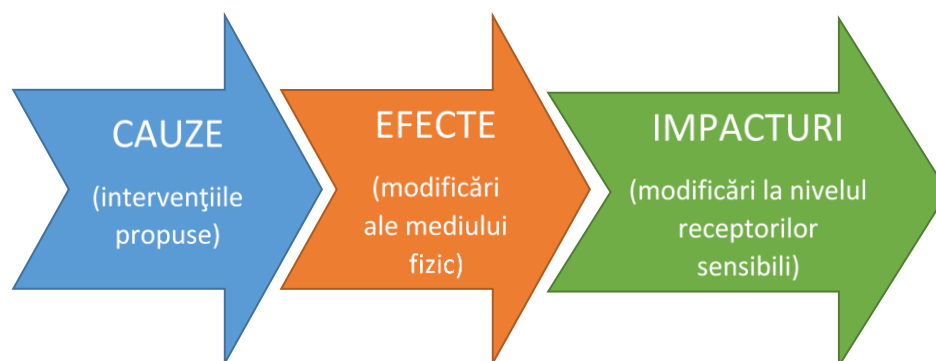 CAUZE
(intervenţiile
propuse)
EFECTE
(modificări
ale mediului
fizic)
IMPACTURI
(modificări la nivelul
receptorilor
sensibili)